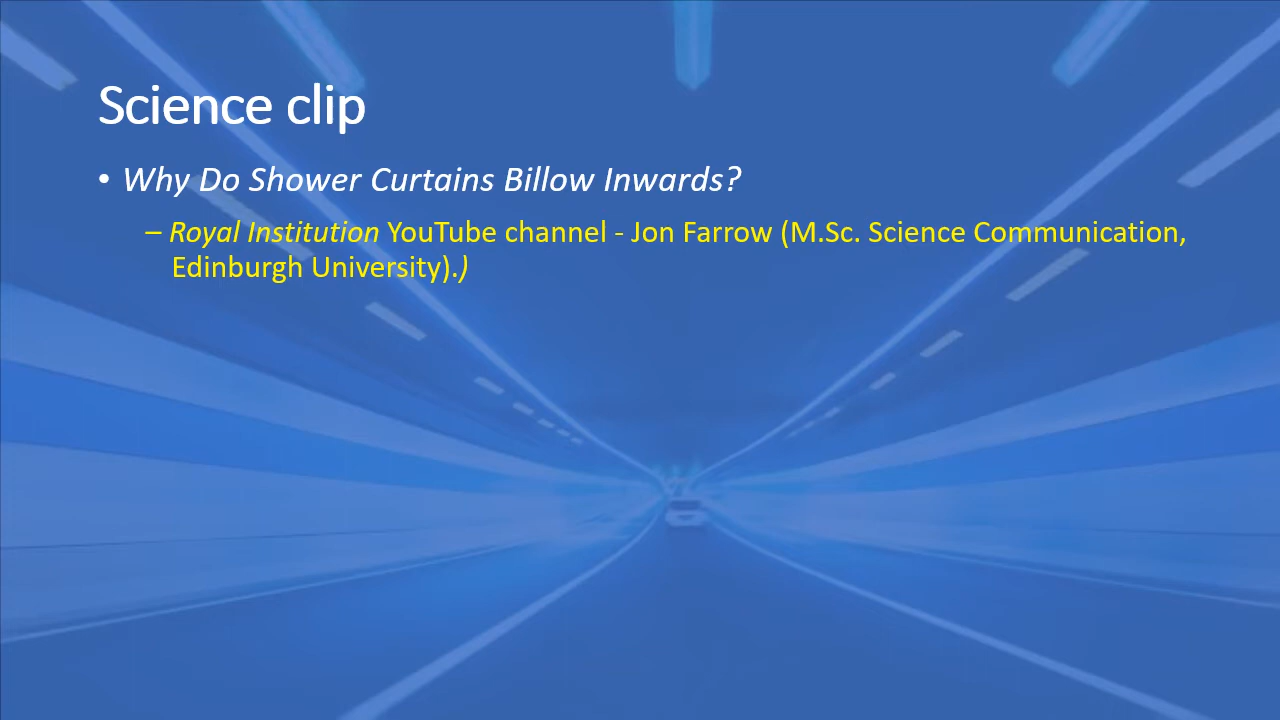 Science clip
• Why Do Shower Curtains Billow Inwards?
– Royal Institution YouTube channel - Jon Farrow (M.Sc. Science Communication,
Edinburgh University).)